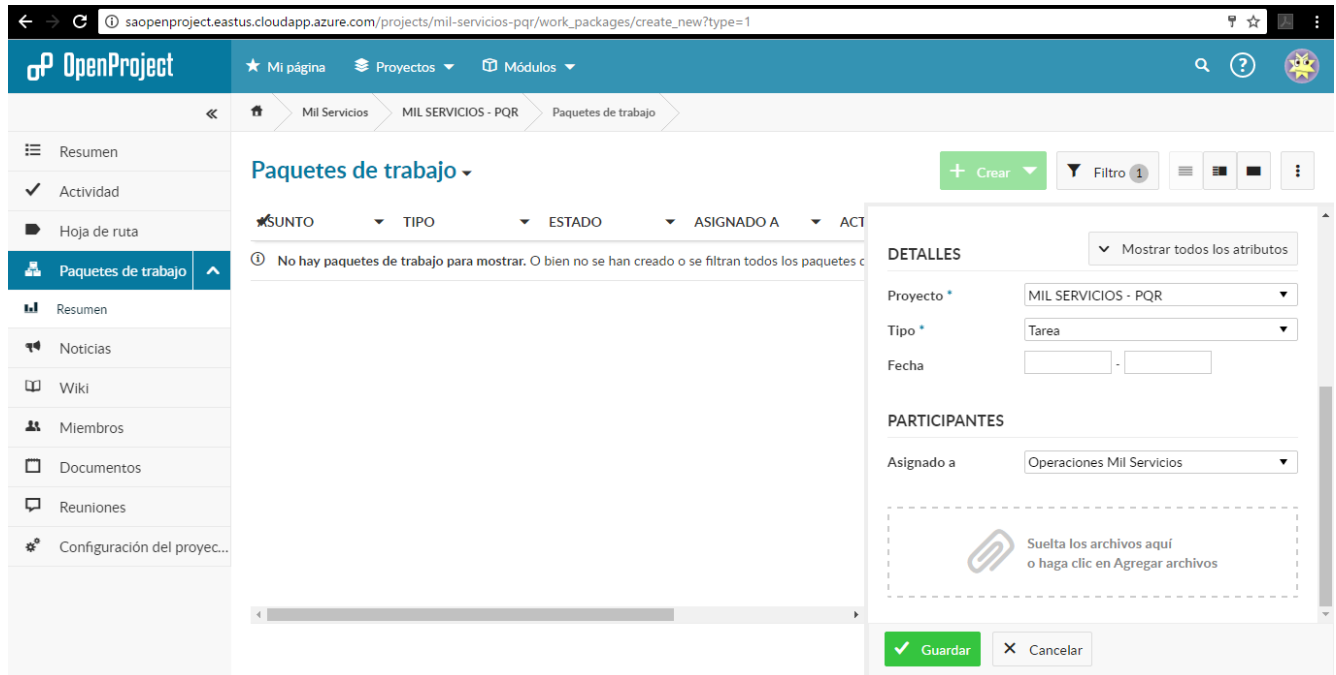 saopenproject.eastus.cloudapp.azure.com/projects/mil-servicios-pqr/work_packages/create_new?type=1
OpenProject
Mi página
Proyectos
Módulos
?
Mil Servicios
MIL SERVICIOS - PQR
Paquetes de trabajo
Resumen
Actividad
Hoja de ruta
Paquetes de trabajo
Resumen
Noticias
Wiki
Miembros
Documentos
Reuniones
Configuración del proyec...
Paquetes de trabajo
+ Crear
Filtro 1
ASUNTO
TIPO
ESTADO
ASIGNADO A
ACT
No hay paquetes de trabajo para mostrar. O bien no se han creado o se filtran todos los paquetes
DETALLES
Mostrar todos los atributos
Proyecto *
MIL SERVICIOS - PQR
Tipo *
Tarea
Fecha
-
PARTICIPANTES
Asignado a
Operaciones Mil Servicios
Suelta los archivos aquí
o haga clic en Agregar archivos
Guardar
Cancelar